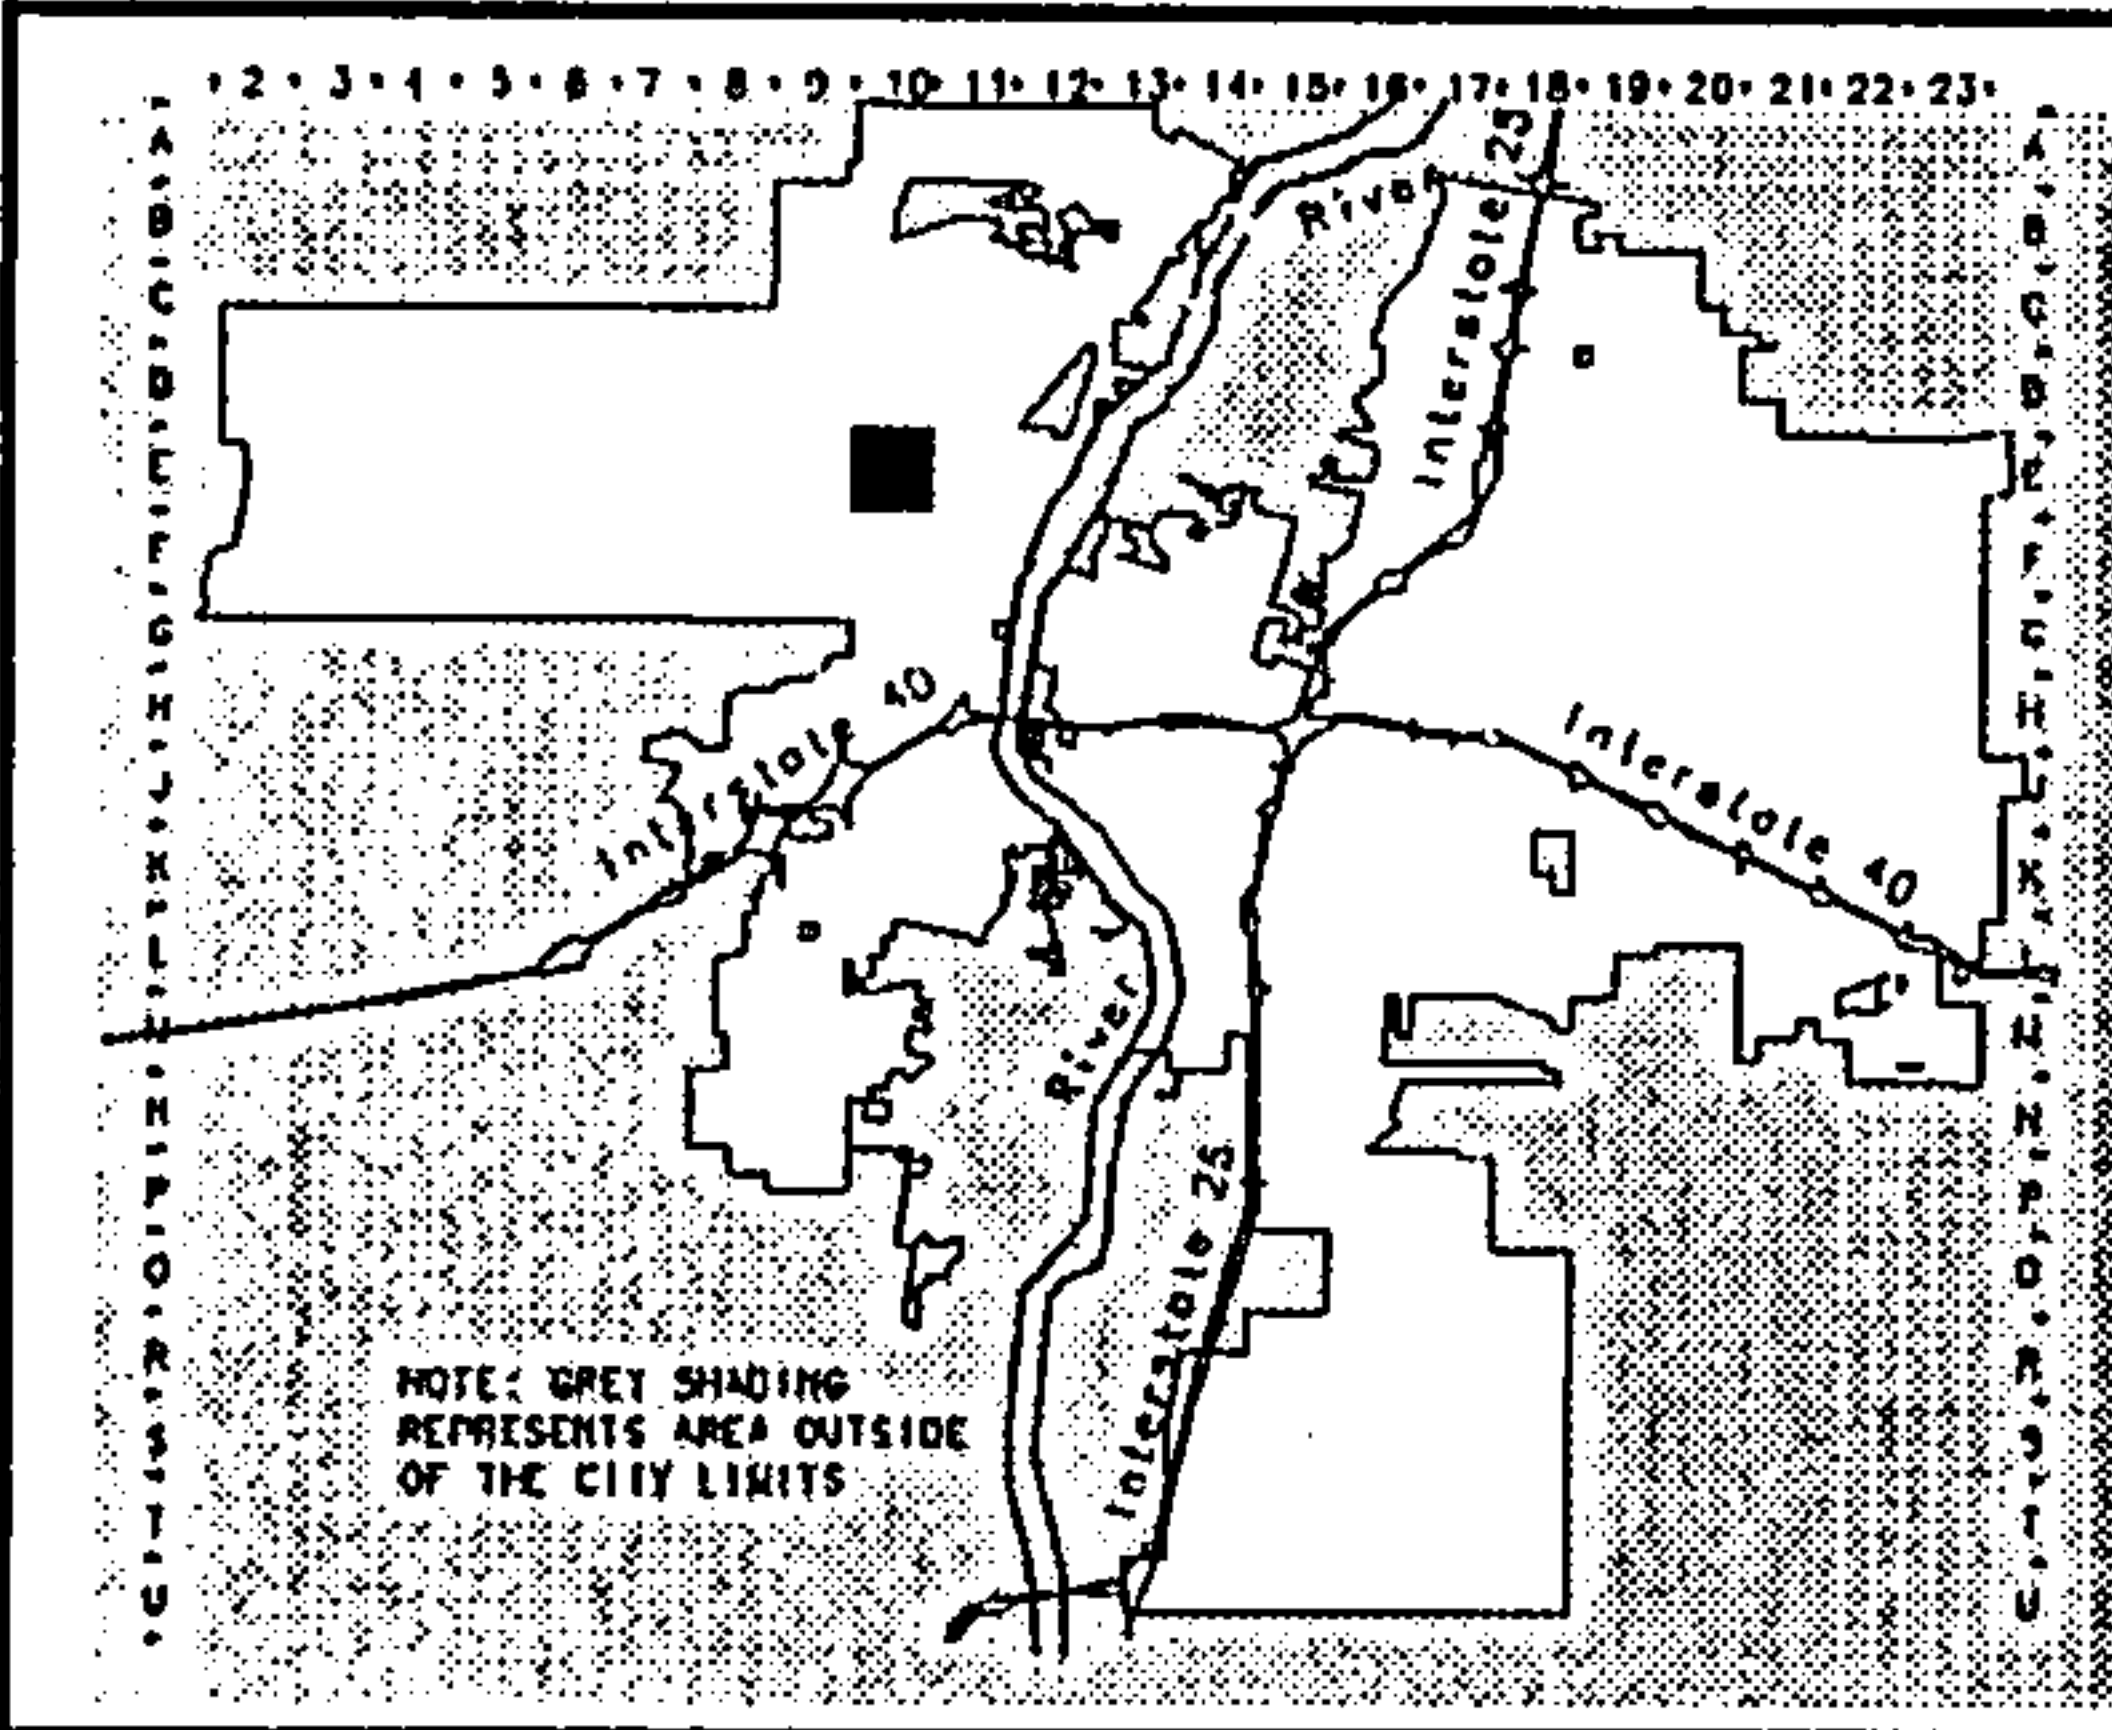 2 · 3 · 4 · 5 · 6 · 7 · 8 · 9 · 10 · 11 · 12 · 13 · 14 · 15 · 16 · 17 · 18 · 19 · 20 · 21 · 22 · 23
A · B · C · D · E · F · G · H · J · K · L · M · N · P · Q · R · S · T · U
A · B · C · D · E · F · G · H · J · K · L · M · N · P · Q · R · S · T · U
River
Interstate 25
Interstate 40
Interstate 40
River
Interstate 25
NOTE: GREY SHADING
REPRESENTS AREA OUTSIDE
OF THE CITY LIMITS